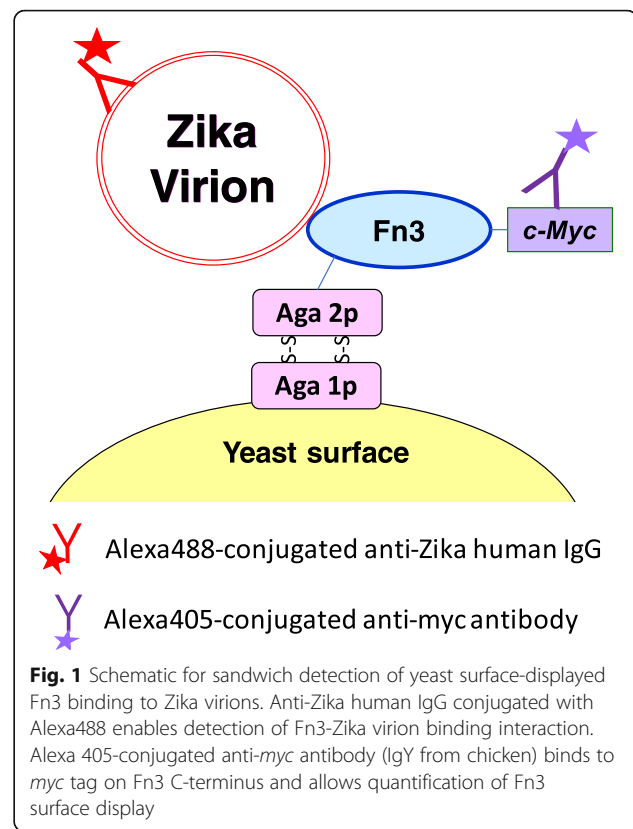 Zika
Virion
Fn3
c-Myc
Aga 2p
S-S S-S
Aga 1p
Yeast surface
Alexa488-conjugated anti-Zika human IgG
Alexa405-conjugated anti-myc antibody
Fig. 1 Schematic for sandwich detection of yeast surface-displayed
Fn3 binding to Zika virions. Anti-Zika human IgG conjugated with
Alexa488 enables detection of Fn3-Zika virion binding interaction.
Alexa 405-conjugated anti-myc antibody (IgY from chicken) binds to
myc tag on Fn3 C-terminus and allows quantification of Fn3
surface display